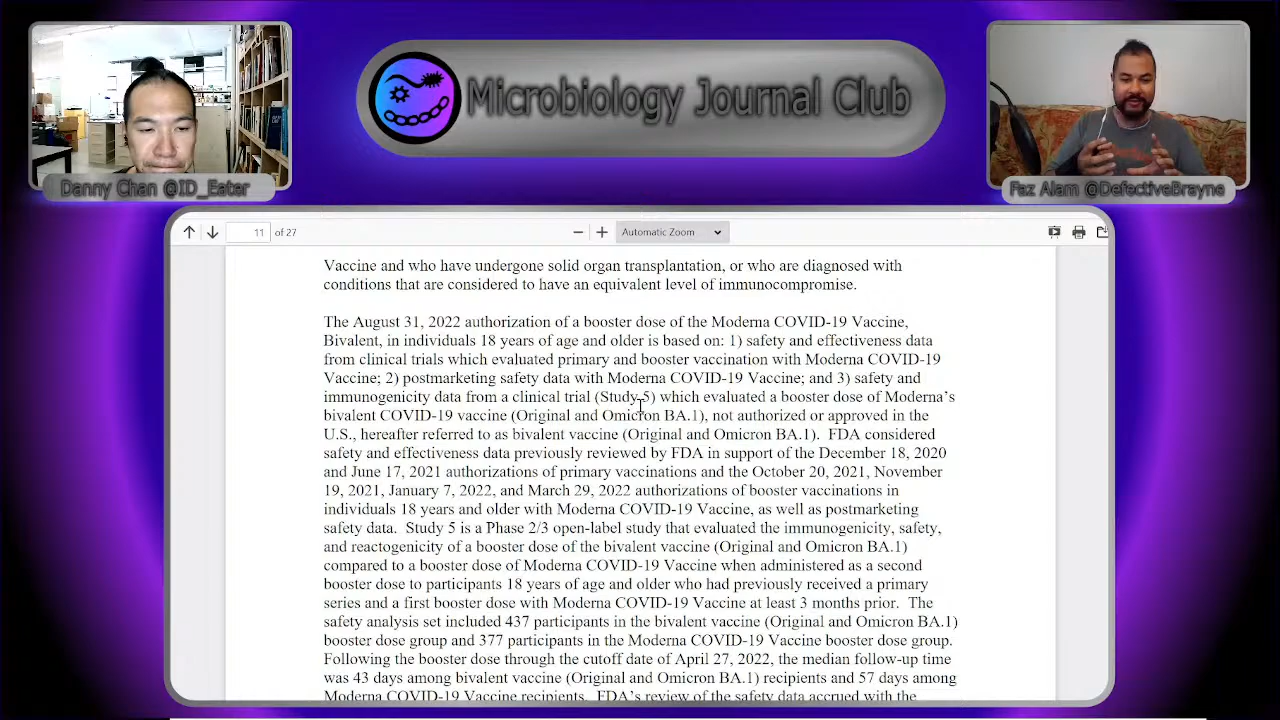 Microbiology Journal Club
Danny Chan @ID_Eater
Faz Alam @DefectiveBrayne
11 of 27
Automatic Zoom
Vaccine and who have undergone solid organ transplantation, or who are diagnosed with
conditions that are considered to have an equivalent level of immunocompromise.
The August 31, 2022 authorization of a booster dose of the Moderna COVID-19 Vaccine,
Bivalent, in individuals 18 years of age and older is based on: 1) safety and effectiveness data
from clinical trials which evaluated primary and booster vaccination with Moderna COVID-19
Vaccine; 2) postmarketing safety data with Moderna COVID-19 Vaccine; and 3) safety and
immunogenicity data from a clinical trial (Study 5) which evaluated a booster dose of Moderna's
bivalent COVID-19 vaccine (Original and Omicron BA.1), not authorized or approved in the
U.S., hereafter referred to as bivalent vaccine (Original and Omicron BA.1). FDA considered
safety and effectiveness data previously reviewed by FDA in support of the December 18, 2020
and June 17, 2021 authorizations of primary vaccinations and the October 20, 2021, November
19, 2021, January 7, 2022, and March 29, 2022 authorizations of booster vaccinations in
individuals 18 years and older with Moderna COVID-19 Vaccine, as well as postmarketing
safety data. Study 5 is a Phase 2/3 open-label study that evaluated the immunogenicity, safety,
and reactogenicity of a booster dose of the bivalent vaccine (Original and Omicron BA.1)
compared to a booster dose of Moderna COVID-19 Vaccine when administered as a second
booster dose to participants 18 years of age and older who had previously received a primary
series and a first booster dose with Moderna COVID-19 Vaccine at least 3 months prior. The
safety analysis set included 437 participants in the bivalent vaccine (Original and Omicron BA.1)
booster dose group and 377 participants in the Moderna COVID-19 Vaccine booster dose group.
Following the booster dose through the cutoff date of April 27, 2022, the median follow-up time
was 43 days among bivalent vaccine (Original and Omicron BA.1) recipients and 57 days among
Moderna COVID-19 Vaccine recipients. FDA's review of the safety data accrued with the